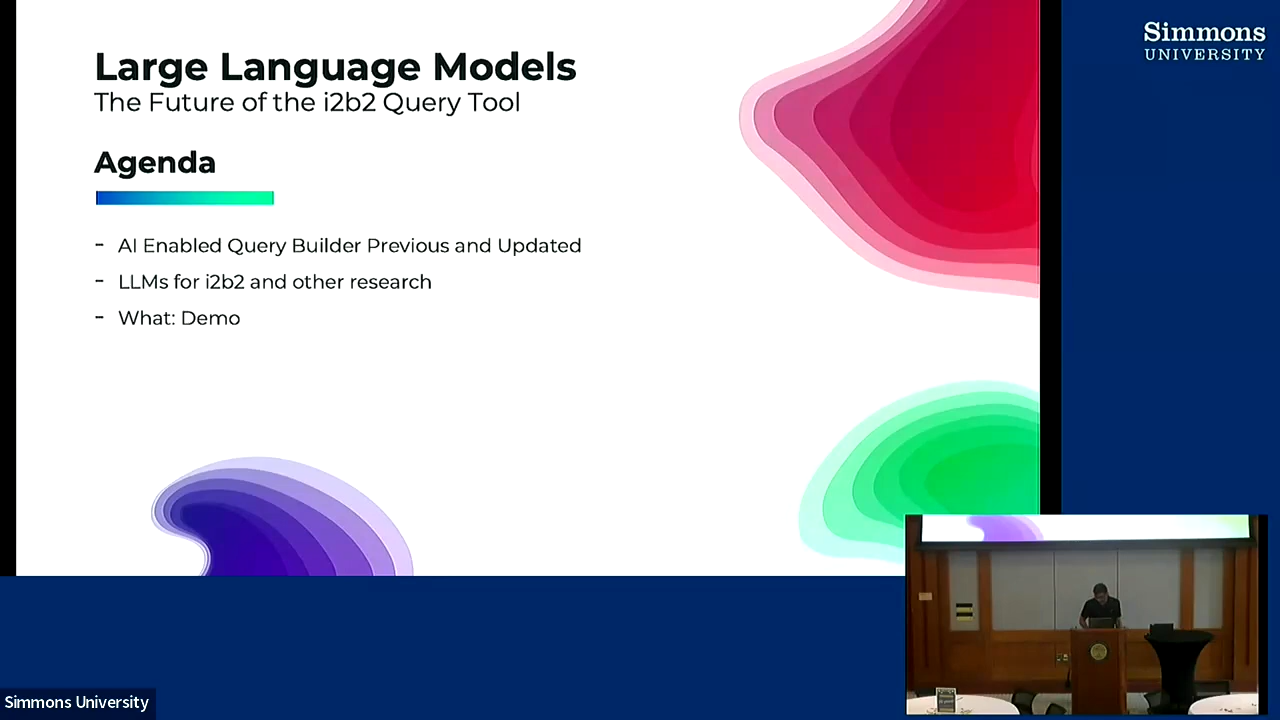 Large Language Models
The Future of the i2b2 Query Tool
Agenda
- AI Enabled Query Builder Previous and Updated
- LLMs for i2b2 and other research
- What: Demo
Simmons
UNIVERSITY
Simmons University